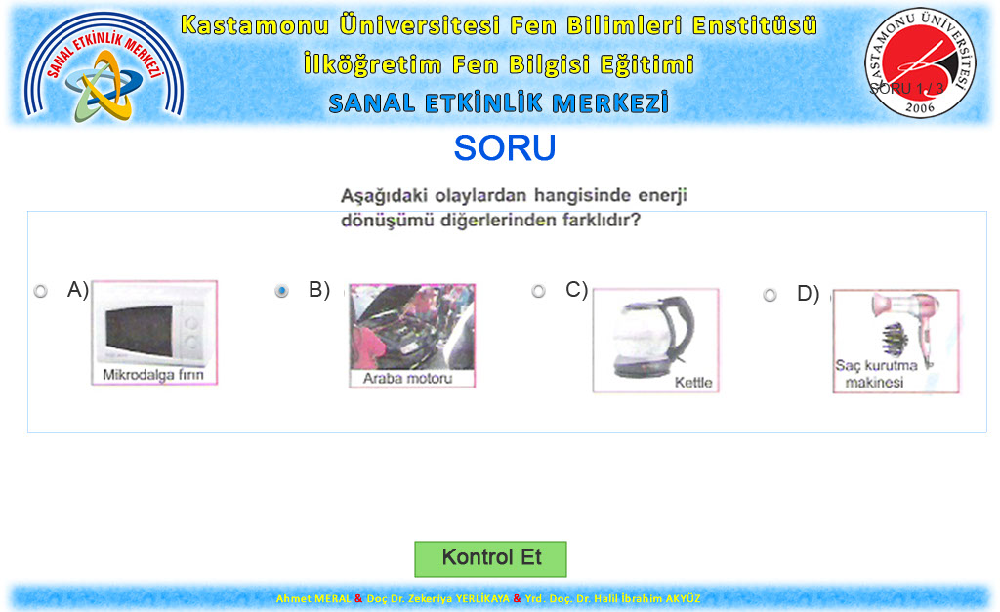 Kastamonu Üniversitesi Fen Bilimleri Enstitüsü
İlköğretim Fen Bilgisi Eğitimi
SANAL ETKİNLİK MERKEZİ
SANAL ETKİNLİK MERKEZİ
KASTAMONU ÜNİVERSİTESİ
2006
SORU 1 / 3
SORU
Aşağıdaki olaylardan hangisinde enerji
dönüşümü diğerlerinden farklıdır?
A)
Mikrodalga fırın
B)
Araba motoru
C)
Kettle
D)
Saç kurutma
makinesi
Kontrol Et
Ahmet MERAL & Doç Dr. Zekeriya YERLİKAYA & Yrd. Doç. Dr. Halil İbrahim AKYÜZ